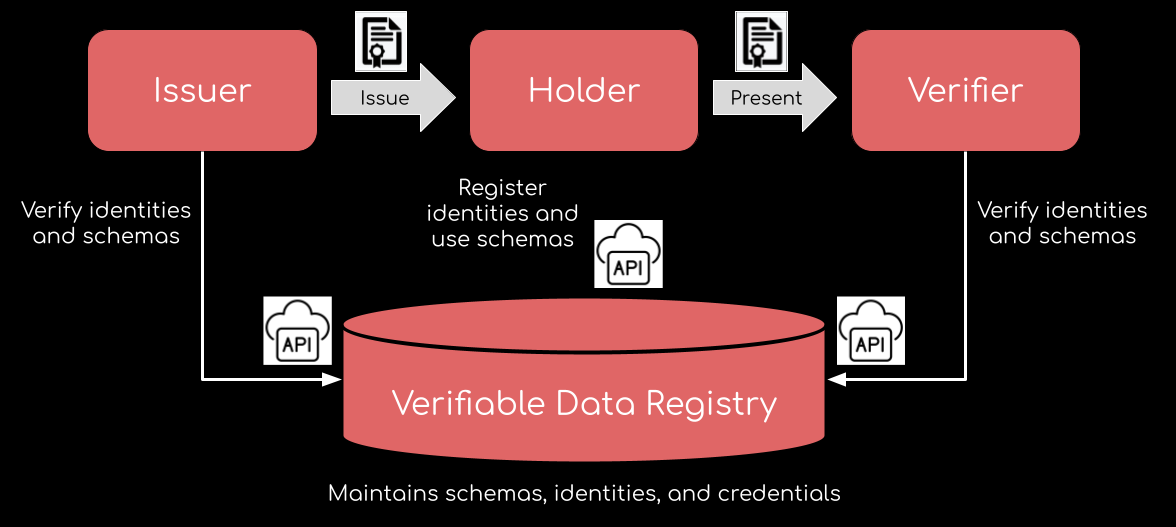 Issuer
Issue
Holder
Present
Verifier
Verify identities
and schemas
Register
identities and
use schemas
Verify identities
and schemas
API
API
API
Verifiable Data Registry
Maintains schemas, identities, and credentials